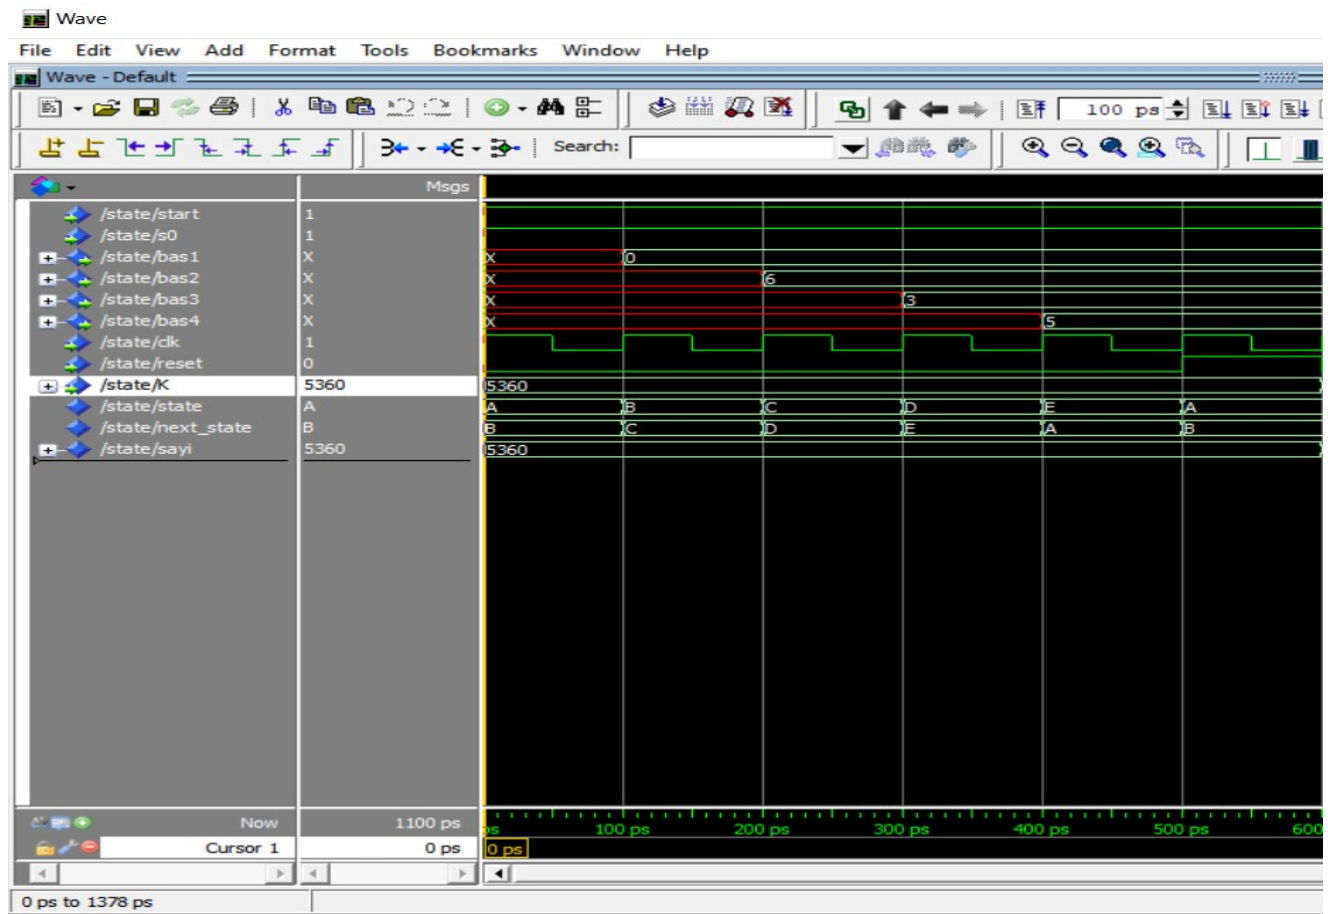 Wave
File Edit View Add Format Tools Bookmarks Window Help
Wave - Default
100 ps
Search:
Msgs
/state/start 1
/state/s0 1
/state/bas1 X X 0
/state/bas2 X X 6
/state/bas3 X X 3
/state/bas4 X X 5
/state/clk 1
/state/reset 0
/state/K 5360 5360
/state/state A A B C D E A
/state/next_state B B C D E A B
/state/sayi 5360 5360
Now 1100 ps ps 100 ps 200 ps 300 ps 400 ps 500 ps 600
Cursor 1 0 ps 0 ps
0 ps to 1378 ps